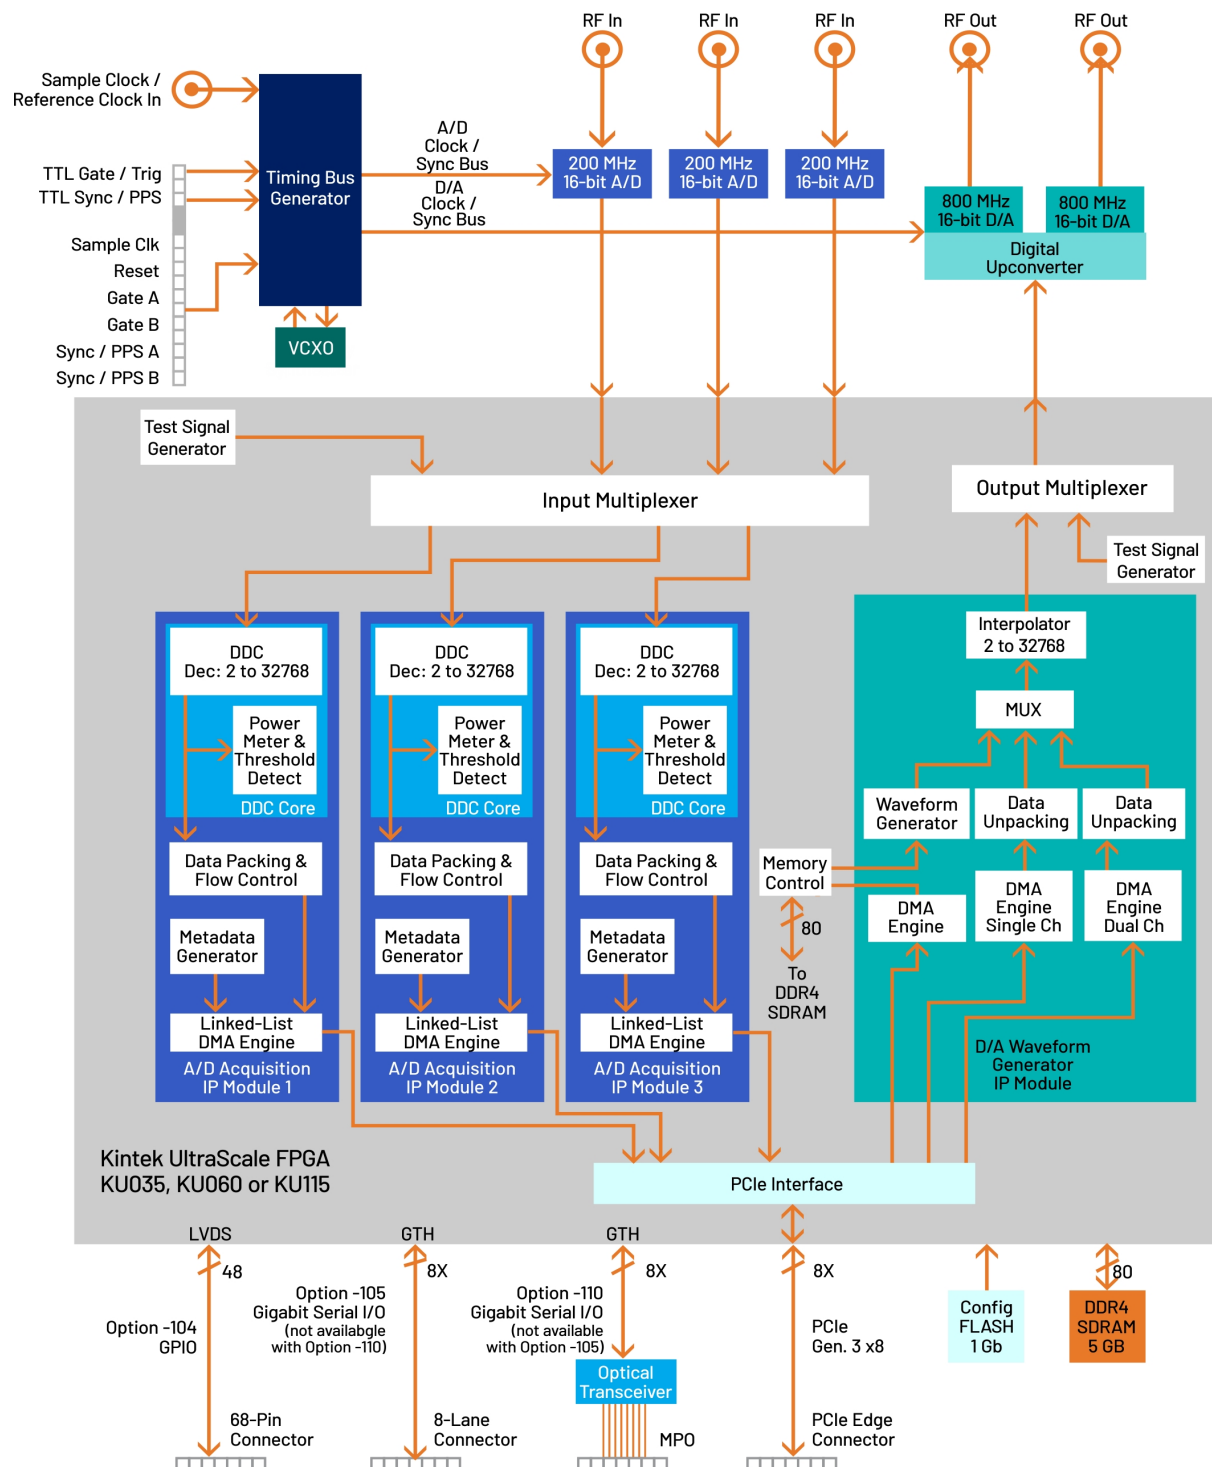 RF In
RF In
RF In
RF Out
RF Out
Sample Clock /
Reference Clock In
TTL Gate / Trig
TTL Sync / PPS
Sample Clk
Reset
Gate A
Gate B
Sync / PPS A
Sync / PPS B
Timing Bus
Generator
VCXO
A/D
Clock /
Sync Bus
D/A
Clock /
Sync Bus
200 MHz
16-bit A/D
200 MHz
16-bit A/D
200 MHz
16-bit A/D
800 MHz
16-bit D/A
800 MHz
16-bit D/A
Digital
Upconverter
Test Signal
Generator
Input Multiplexer
Output Multiplexer
Test Signal
Generator
DDC
Dec: 2 to 32768
Power
Meter &
Threshold
Detect
DDC Core
Data Packing &
Flow Control
Metadata
Generator
Linked-List
DMA Engine
A/D Acquisition
IP Module 1
DDC
Dec: 2 to 32768
Power
Meter &
Threshold
Detect
DDC Core
Data Packing &
Flow Control
Metadata
Generator
Linked-List
DMA Engine
A/D Acquisition
IP Module 2
DDC
Dec: 2 to 32768
Power
Meter &
Threshold
Detect
DDC Core
Data Packing &
Flow Control
Metadata
Generator
Linked-List
DMA Engine
A/D Acquisition
IP Module 3
Interpolator
2 to 32768
MUX
Waveform
Generator
Data
Unpacking
Data
Unpacking
Memory
Control
80
To
DDR4
SDRAM
DMA
Engine
DMA
Engine
Single Ch
DMA
Engine
Dual Ch
D/A Waveform
Generator
IP Module
Kintek UltraScale FPGA
KU035, KU060 or KU115
PCIe Interface
LVDS
48
Option -104
GPIO
68-Pin
Connector
GTH
8X
Option -105
Gigabit Serial I/O
(not availabgle
with Option -110)
8-Lane
Connector
GTH
8X
Option -110
Gigabit Serial I/O
(not available
with Option -105)
Optical
Transceiver
MPO
8X
PCIe
Gen. 3 x8
PCIe Edge
Connector
Config
FLASH
1 Gb
80
DDR4
SDRAM
5 GB